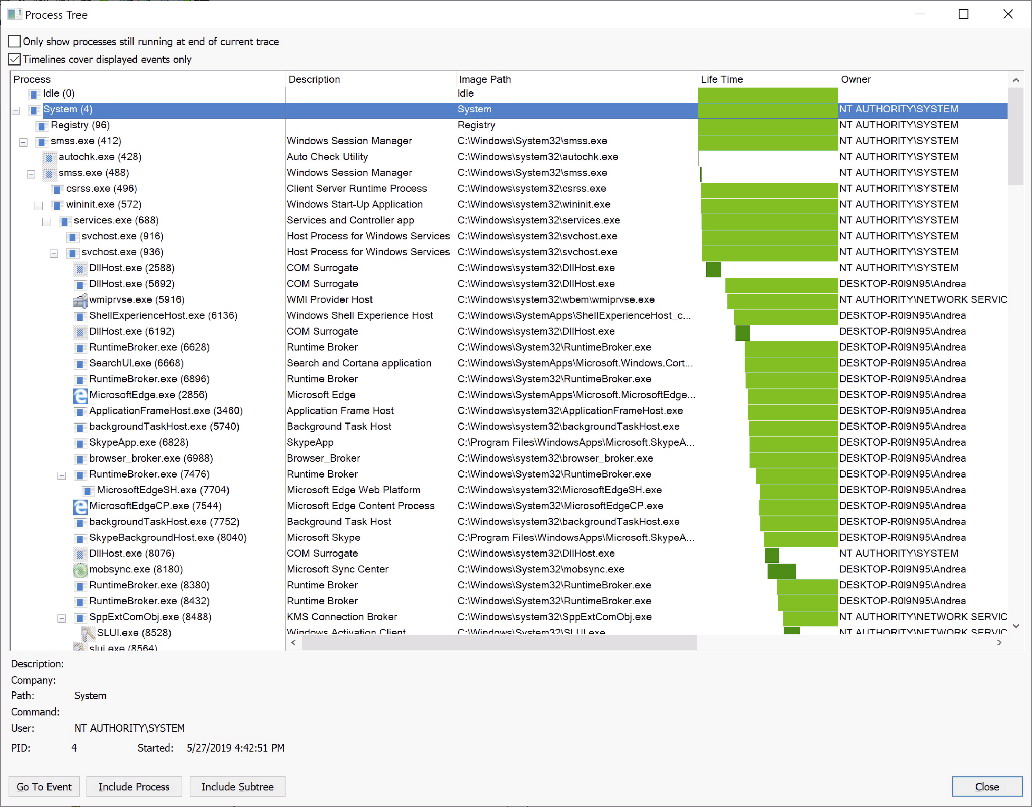 Process Tree
Only show processes still running at end of current trace
Timelines cover displayed events only
Process Description Image Path Life Time Owner
Idle (0) Idle
System (4) System NT AUTHORITY\SYSTEM
Registry (96) Registry NT AUTHORITY\SYSTEM
smss.exe (412) Windows Session Manager C:\Windows\System32\smss.exe NT AUTHORITY\SYSTEM
autochk.exe (428) Auto Check Utility C:\Windows\system32\autochk.exe NT AUTHORITY\SYSTEM
smss.exe (488) Windows Session Manager C:\Windows\System32\smss.exe NT AUTHORITY\SYSTEM
csrss.exe (496) Client Server Runtime Process C:\Windows\system32\csrss.exe NT AUTHORITY\SYSTEM
wininit.exe (572) Windows Start-Up Application C:\Windows\system32\wininit.exe NT AUTHORITY\SYSTEM
services.exe (688) Services and Controller app C:\Windows\system32\services.exe NT AUTHORITY\SYSTEM
svchost.exe (916) Host Process for Windows Services C:\Windows\system32\svchost.exe NT AUTHORITY\SYSTEM
svchost.exe (936) Host Process for Windows Services C:\Windows\system32\svchost.exe NT AUTHORITY\SYSTEM
DllHost.exe (2588) COM Surrogate C:\Windows\system32\DllHost.exe NT AUTHORITY\SYSTEM
DllHost.exe (5692) COM Surrogate C:\Windows\system32\DllHost.exe DESKTOP-R0I9N95\Andrea
wmiprvse.exe (5916) WMI Provider Host C:\Windows\system32\wbem\wmiprvse.exe NT AUTHORITY\NETWORK SERVIC
ShellExperienceHost.exe (6136) Windows Shell Experience Host C:\Windows\SystemApps\ShellExperienceHost_c... DESKTOP-R0I9N95\Andrea
DllHost.exe (6192) COM Surrogate C:\Windows\system32\DllHost.exe DESKTOP-R0I9N95\Andrea
RuntimeBroker.exe (6628) Runtime Broker C:\Windows\System32\RuntimeBroker.exe DESKTOP-R0I9N95\Andrea
SearchUI.exe (6668) Search and Cortana application C:\Windows\SystemApps\Microsoft.Windows.Cort... DESKTOP-R0I9N95\Andrea
RuntimeBroker.exe (6896) Runtime Broker C:\Windows\System32\RuntimeBroker.exe DESKTOP-R0I9N95\Andrea
MicrosoftEdge.exe (2856) Microsoft Edge C:\Windows\SystemApps\Microsoft.MicrosoftEdge... DESKTOP-R0I9N95\Andrea
ApplicationFrameHost.exe (3460) Application Frame Host C:\Windows\system32\ApplicationFrameHost.exe DESKTOP-R0I9N95\Andrea
backgroundTaskHost.exe (5740) Background Task Host C:\Windows\system32\backgroundTaskHost.exe DESKTOP-R0I9N95\Andrea
SkypeApp.exe (6828) SkypeApp C:\Program Files\WindowsApps\Microsoft.SkypeA... DESKTOP-R0I9N95\Andrea
browser_broker.exe (6988) Browser_Broker C:\Windows\system32\browser_broker.exe DESKTOP-R0I9N95\Andrea
RuntimeBroker.exe (7476) Runtime Broker C:\Windows\System32\RuntimeBroker.exe DESKTOP-R0I9N95\Andrea
MicrosoftEdgeSH.exe (7704) Microsoft Edge Web Platform C:\Windows\system32\MicrosoftEdgeSH.exe DESKTOP-R0I9N95\Andrea
MicrosoftEdgeCP.exe (7544) Microsoft Edge Content Process C:\Windows\system32\MicrosoftEdgeCP.exe DESKTOP-R0I9N95\Andrea
backgroundTaskHost.exe (7752) Background Task Host C:\Windows\system32\backgroundTaskHost.exe DESKTOP-R0I9N95\Andrea
SkypeBackgroundHost.exe (8040) Microsoft Skype C:\Program Files\WindowsApps\Microsoft.SkypeA... DESKTOP-R0I9N95\Andrea
DllHost.exe (8076) COM Surrogate C:\Windows\system32\DllHost.exe NT AUTHORITY\SYSTEM
mobsync.exe (8180) Microsoft Sync Center C:\Windows\System32\mobsync.exe DESKTOP-R0I9N95\Andrea
RuntimeBroker.exe (8380) Runtime Broker C:\Windows\System32\RuntimeBroker.exe DESKTOP-R0I9N95\Andrea
RuntimeBroker.exe (8432) Runtime Broker C:\Windows\System32\RuntimeBroker.exe DESKTOP-R0I9N95\Andrea
SppExtComObj.exe (8488) KMS Connection Broker C:\Windows\system32\SppExtComObj.exe NT AUTHORITY\NETWORK SERVIC
SLUI.exe (8528) Windows Activation Client C:\Windows\System32\SLUI.exe NT AUTHORITY\NETWORK SERVIC
slui.exe (8564)
Description:
Company:
Path: System
Command:
User: NT AUTHORITY\SYSTEM
PID: 4 Started: 5/27/2019 4:42:51 PM
Go To Event Include Process Include Subtree Close